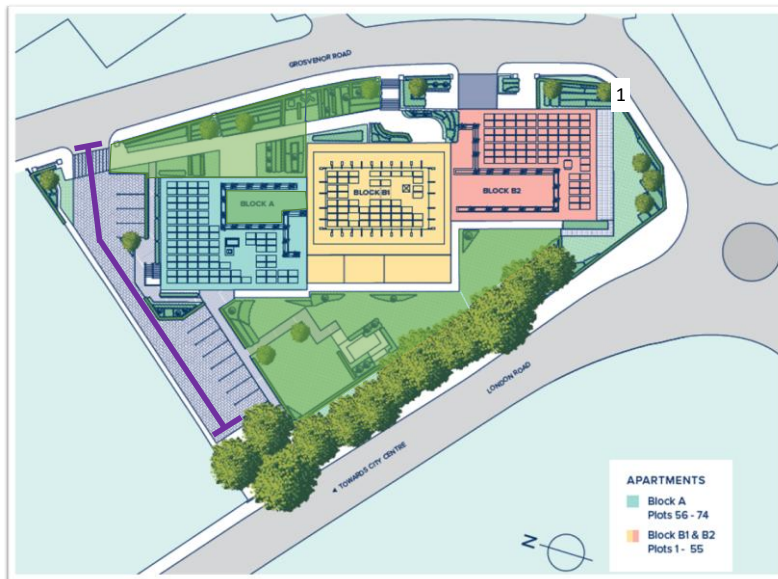 GROSVENOR ROAD
1
BLOCK A
BLOCK B1
BLOCK B2
LONDON ROAD
◄ TOWARDS CITY CENTRE
N
APARTMENTS
Block A
Plots 56 - 74
Block B1 & B2
Plots 1 - 55